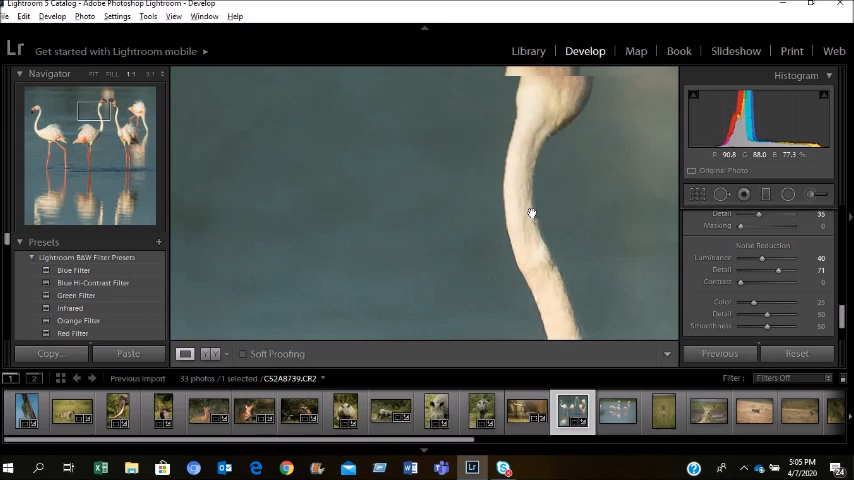 Lightroom 5 Catalog - Adobe Photoshop Lightroom - Develop
File Edit Develop Photo Settings Tools View Window Help
Lr Get started with Lightroom mobile ▸ Library | Develop | Map | Book | Slideshow | Print | Web
Navigator FIT FILL 1:1 3:1
Histogram
R 90.8 G 88.0 B 77.3 %
Original Photo
Detail 35
Masking 0
Noise Reduction
Luminance 40
Detail 71
Contrast 0
Color 25
Detail 50
Smoothness 50
Presets +
Lightroom B&W Filter Presets
Blue Filter
Blue Hi-Contrast Filter
Green Filter
Infrared
Orange Filter
Red Filter
Copy... Paste
Y Y Soft Proofing
Previous Reset
1 2 Previous Import 33 photos / 1 selected / C52A8739.CR2 Filter : Filters Off
5:05 PM
4/7/2020
24